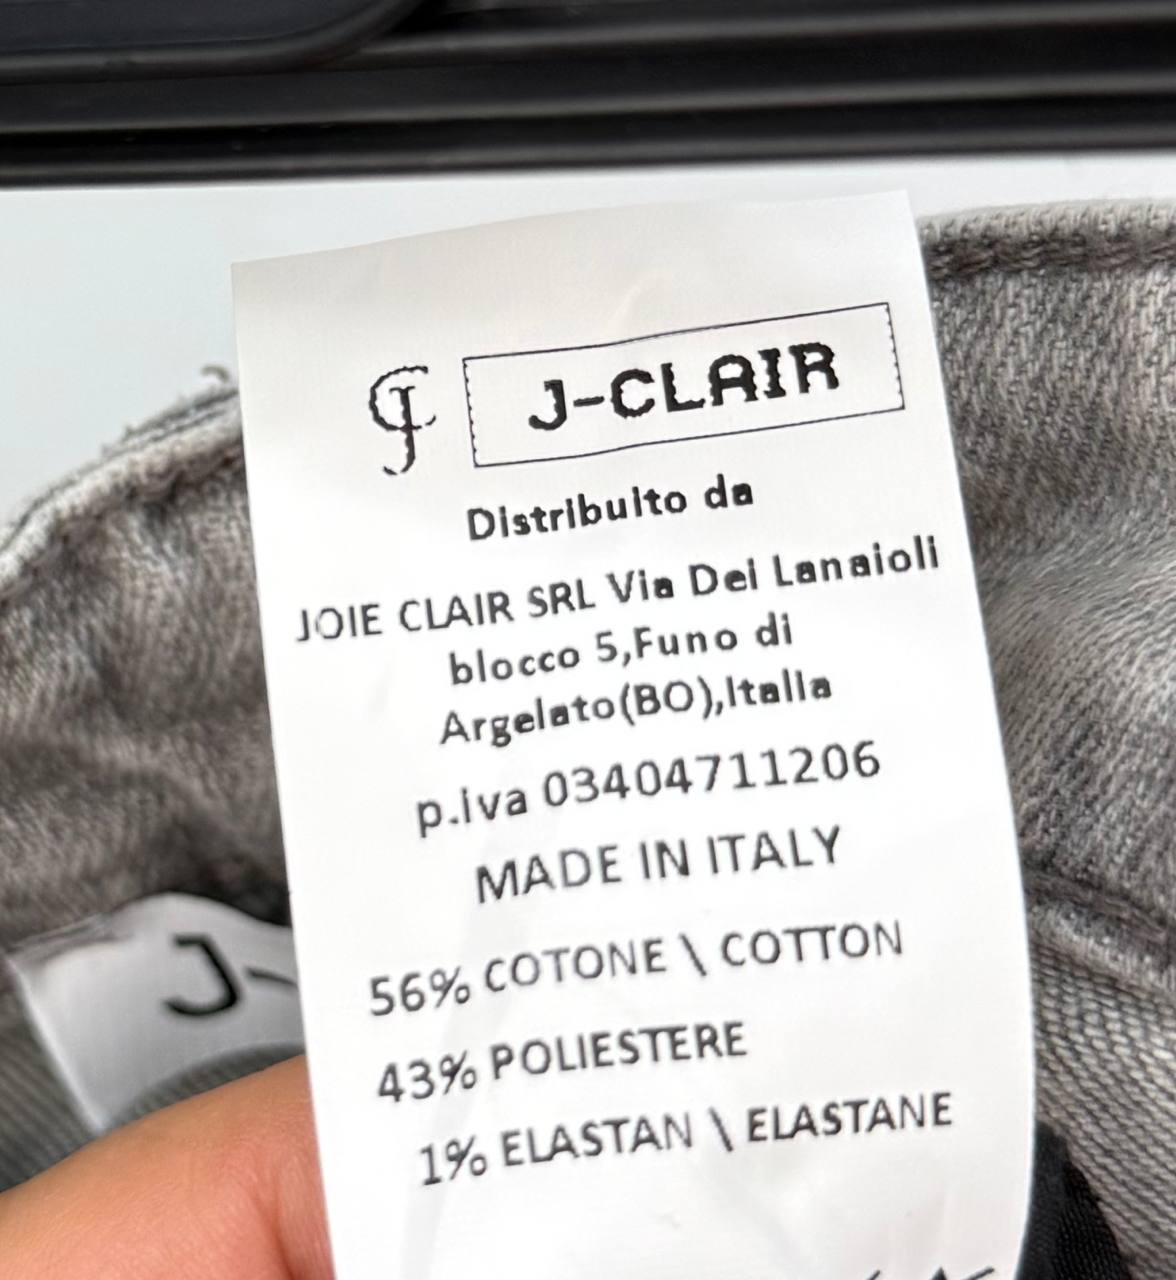 J-CLAIR
Distribuito da
JOIE CLAIR SRL Via Dei Lanaioli
blocco 5,Funo di
Argelato(BO),Italia
p.iva 03404711206
MADE IN ITALY
56% COTONE \ COTTON
43% POLIESTERE
1% ELASTAN \ ELASTANE
J-